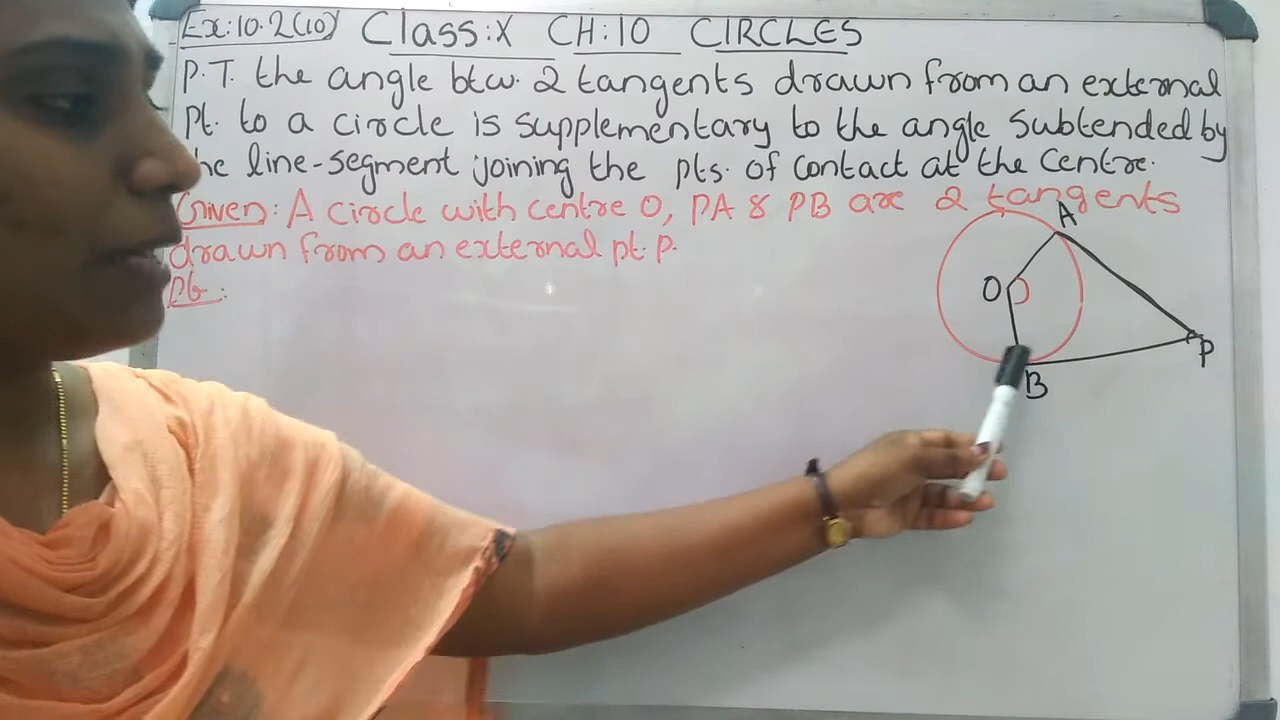 Ex:10.2(10) Class:X CH:10 CIRCLES
P.T. the angle btw. 2 tangents drawn from an external
Pt. to a circle is supplementary to the angle subtended by
he line-segment joining the pts. of contact at the Centre.
Given: A circle with centre O, PA & PB are 2 tangents
drawn from an external pt. P.
A
O
P
B